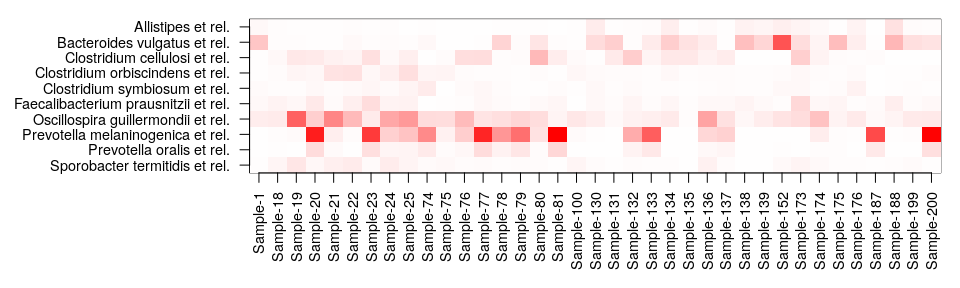 Allistipes et rel.
Bacteroides vulgatus et rel.
Clostridium cellulosi et rel.
Clostridium orbiscindens et rel.
Clostridium symbiosum et rel.
Faecalibacterium prausnitzii et rel.
Oscillospira guillermondii et rel.
Prevotella melaninogenica et rel.
Prevotella oralis et rel.
Sporobacter termitidis et rel.
Sample-1
Sample-18
Sample-19
Sample-20
Sample-21
Sample-22
Sample-23
Sample-24
Sample-25
Sample-74
Sample-75
Sample-76
Sample-77
Sample-78
Sample-79
Sample-80
Sample-81
Sample-100
Sample-130
Sample-131
Sample-132
Sample-133
Sample-134
Sample-135
Sample-136
Sample-137
Sample-138
Sample-139
Sample-152
Sample-173
Sample-174
Sample-175
Sample-176
Sample-187
Sample-188
Sample-199
Sample-200